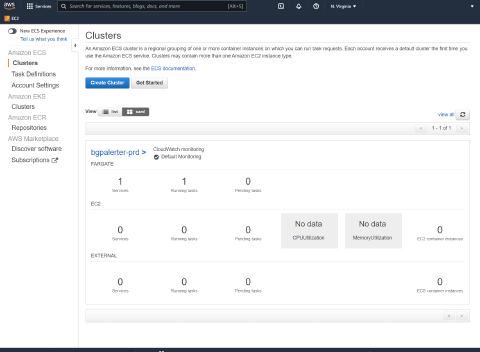 aws
Services
Search for services, features, blogs, docs, and more
[Alt+S]
N. Virginia
EC2
New ECS Experience
Tell us what you think
Amazon ECS
Clusters
Task Definitions
Account Settings
Amazon EKS
Clusters
Amazon ECR
Repositories
AWS Marketplace
Discover software
Subscriptions
Clusters
An Amazon ECS cluster is a regional grouping of one or more container instances on which you can run task requests. Each account receives a default cluster the first time you
use the Amazon ECS service. Clusters may contain more than one Amazon EC2 instance type.
For more information, see the ECS documentation.
Create Cluster
Get Started
View
list
card
view all
1 - 1 of 1
bgpalerter-prd >
CloudWatch monitoring
Default Monitoring
FARGATE
1 1 0
Services Running tasks Pending tasks
EC2
0 0 0 No data No data 0
Services Running tasks Pending tasks CPUUtilization MemoryUtilization EC2 container instances
EXTERNAL
0 0 0 0
Services Running tasks Pending tasks ECS container instances